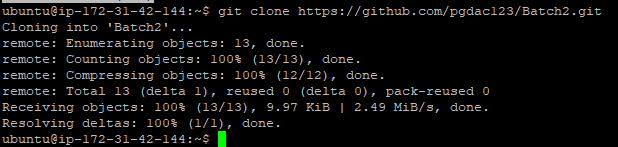 ubuntu@ip-172-31-42-144:~$ git clone https://github.com/pgdac123/Batch2.git
Cloning into 'Batch2'...
remote: Enumerating objects: 13, done.
remote: Counting objects: 100% (13/13), done.
remote: Compressing objects: 100% (12/12), done.
remote: Total 13 (delta 1), reused 0 (delta 0), pack-reused 0
Receiving objects: 100% (13/13), 9.97 KiB | 2.49 MiB/s, done.
Resolving deltas: 100% (1/1), done.
ubuntu@ip-172-31-42-144:~$